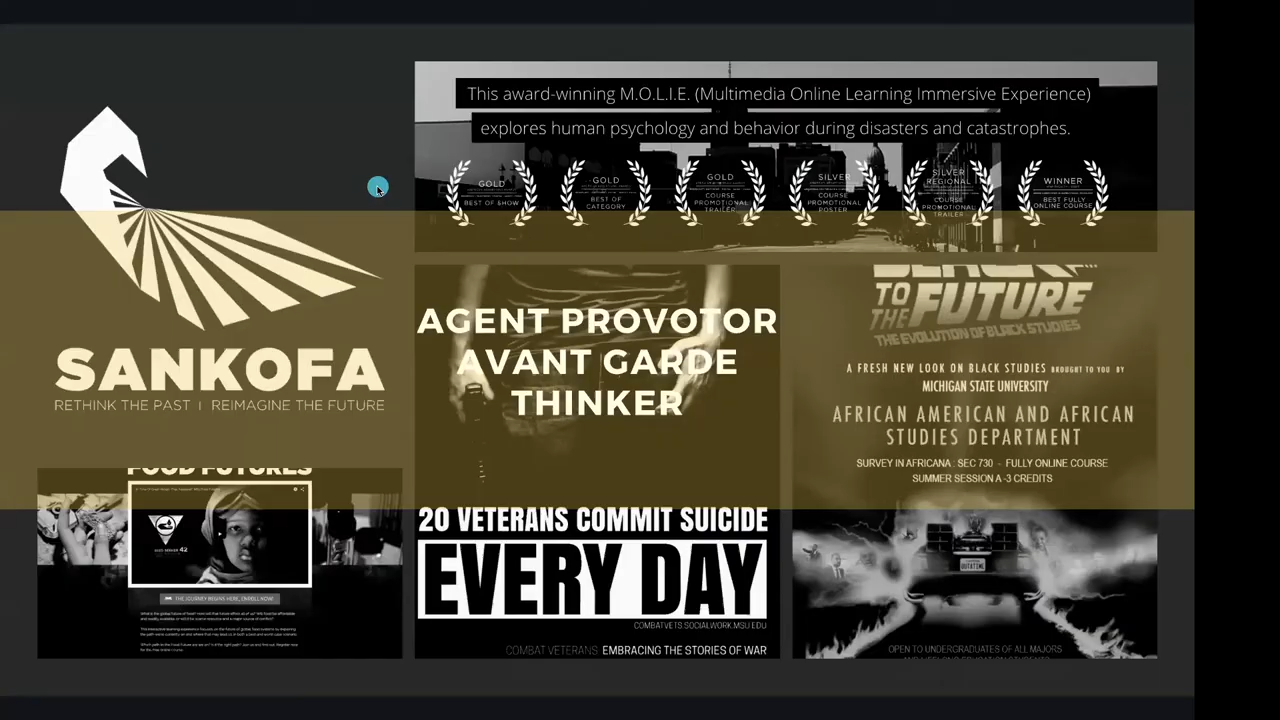 This award-winning M.O.L.I.E. (Multimedia Online Learning Immersive Experience)
explores human psychology and behavior during disasters and catastrophes.
GOLD
BEST OF SHOW
GOLD
BEST OF
CATEGORY
GOLD
COURSE
PROMOTIONAL
TRAILER
SILVER
COURSE
PROMOTIONAL
POSTER
SILVER
REGIONAL
COURSE
PROMOTIONAL
TRAILER
WINNER
BEST FULLY
ONLINE COURSE
SANKOFA
RETHINK THE PAST | REIMAGINE THE FUTURE
AGENT PROVOTOR
AVANT GARDE
THINKER
BLACK
TO THE FUTURE
THE EVOLUTION OF BLACK STUDIES
A FRESH NEW LOOK ON BLACK STUDIES BROUGHT TO YOU BY
MICHIGAN STATE UNIVERSITY
AFRICAN AMERICAN AND AFRICAN
STUDIES DEPARTMENT
SURVEY IN AFRICANA : SEC 730 - FULLY ONLINE COURSE
SUMMER SESSION A -3 CREDITS
OUTATIME
OPEN TO UNDERGRADUATES OF ALL MAJORS
FOOD FUTURES
42
THE JOURNEY BEGINS HERE, ENROLL NOW!
20 VETERANS COMMIT SUICIDE
EVERY DAY
COMBATVETS.SOCIALWORK.MSU.EDU
COMBAT VETERANS: EMBRACING THE STORIES OF WAR